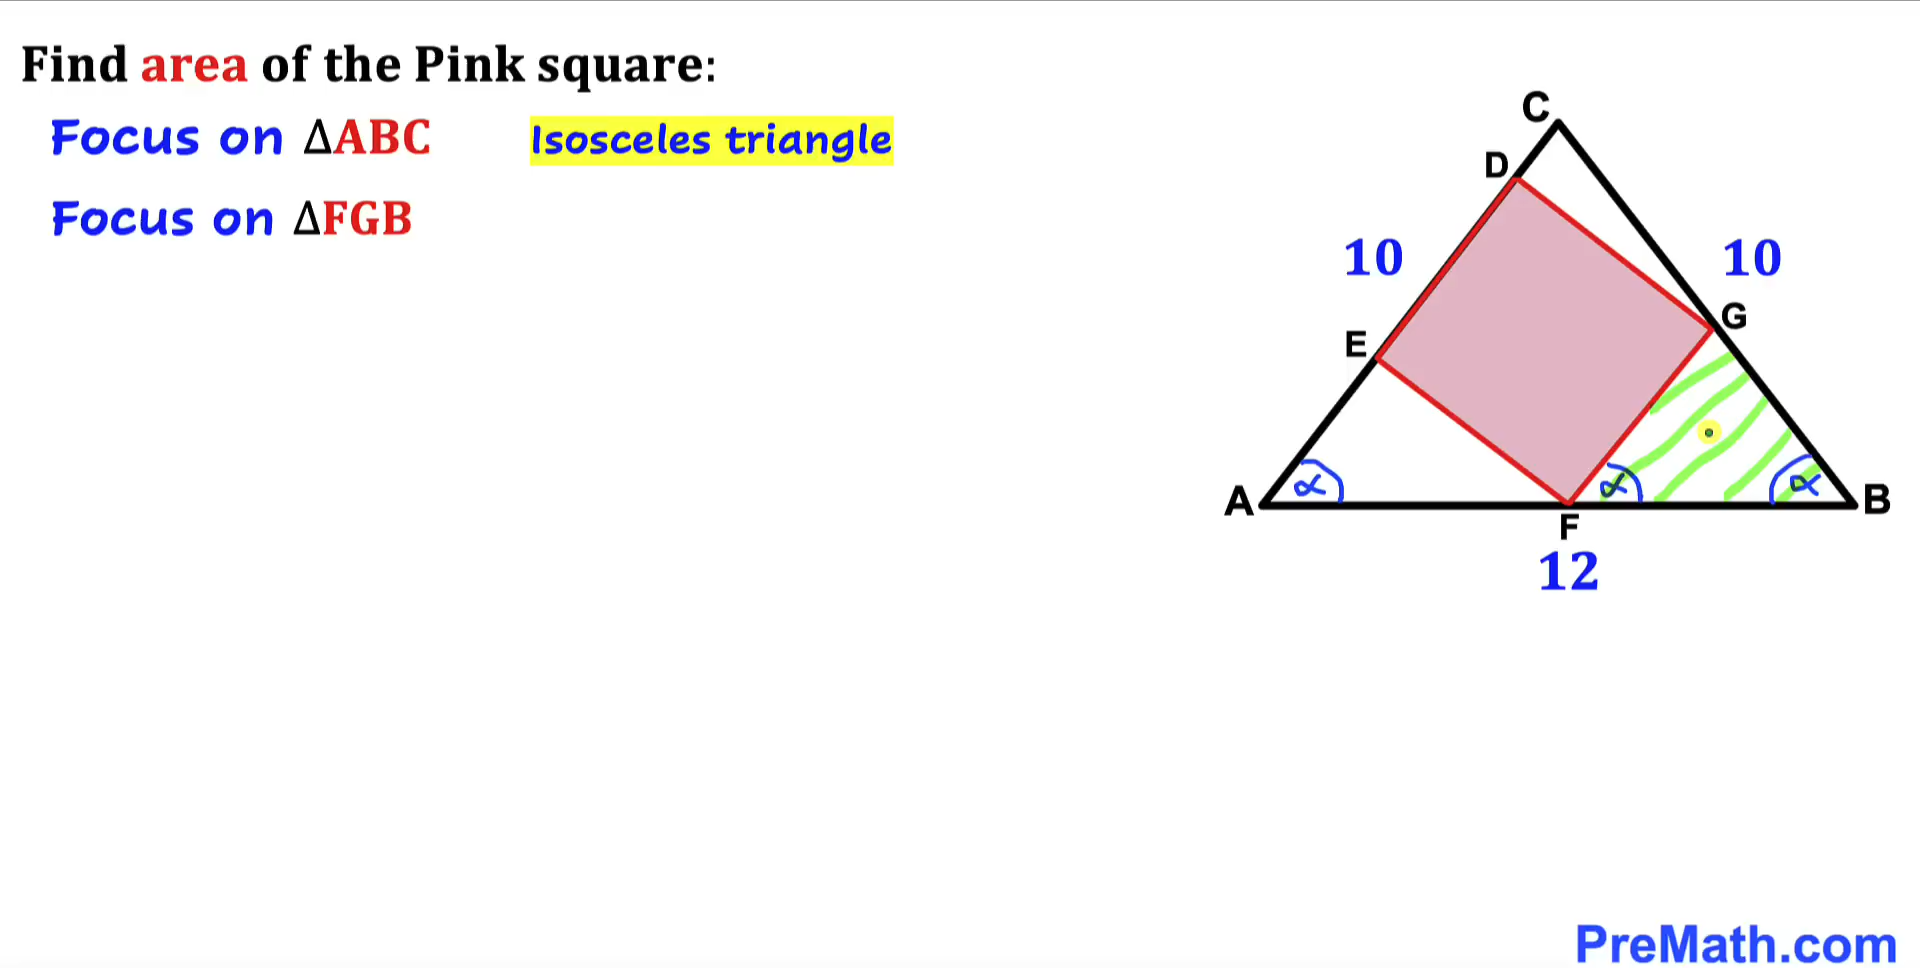 Find area of the Pink square:
Focus on ΔABC Isosceles triangle
Focus on ΔFGB
C
D
10 10
G
E
A α α α B
F
12
PreMath.com